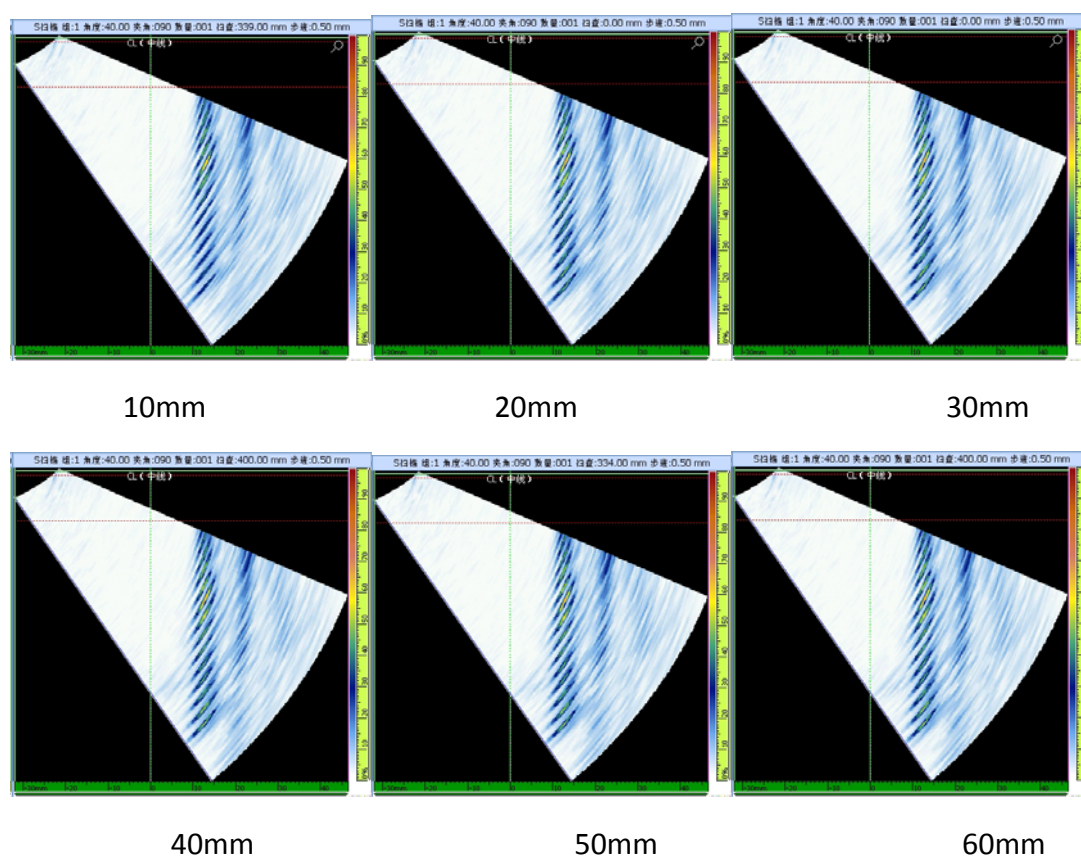 S扫描 组:1 角度:40.00 夹角:090 数量:001 扫查:339.00 mm 步进:0.50 mm
CL(中线)
S扫描 组:1 角度:40.00 夹角:090 数量:001 扫查:0.00 mm 步进:0.50 mm
CL(中线)
S扫描 组:1 角度:40.00 夹角:090 数量:001 扫查:0.00 mm 步进:0.50 mm
CL(中线)
10mm
20mm
30mm
S扫描 组:1 角度:40.00 夹角:090 数量:001 扫查:400.00 mm 步进:0.50 mm
CL(中线)
S扫描 组:1 角度:40.00 夹角:090 数量:001 扫查:334.00 mm 步进:0.50 mm
CL(中线)
S扫描 组:1 角度:40.00 夹角:090 数量:001 扫查:400.00 mm 步进:0.50 mm
CL(中线)
40mm
50mm
60mm